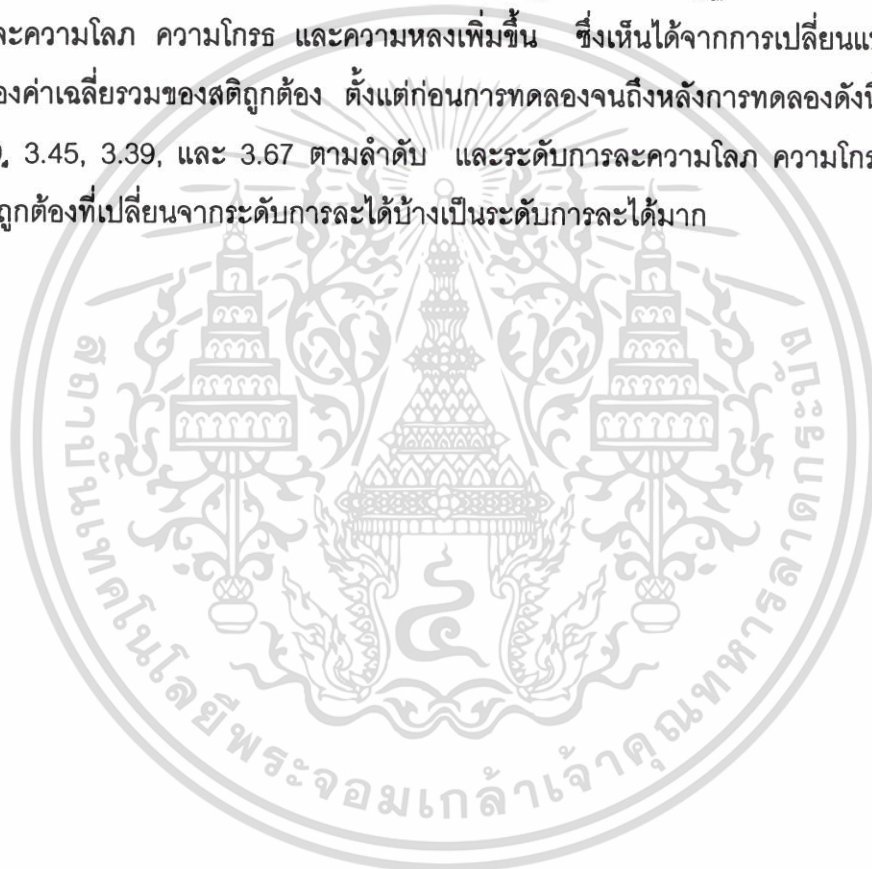 ละความโลภ ความโกรธ และความหลงเพิ่มขึ้น ซึ่งเห็นได้จากการเปลี่ยนแ
องค่าเฉลี่ยรวมของสติถูกต้อง ตั้งแต่ก่อนการทดลองจนถึงหลังการทดลองดังนี
3.45, 3.39, และ 3.67 ตามลำดับ และระดับการละความโลภ ความโกร
ถูกต้องที่เปลี่ยนจากระดับการละได้บ้างเป็นระดับการละได้มาก
สถาบันเทคโนโลยีพระจอมเกล้าเจ้าคุณทหารลาดกระบัง